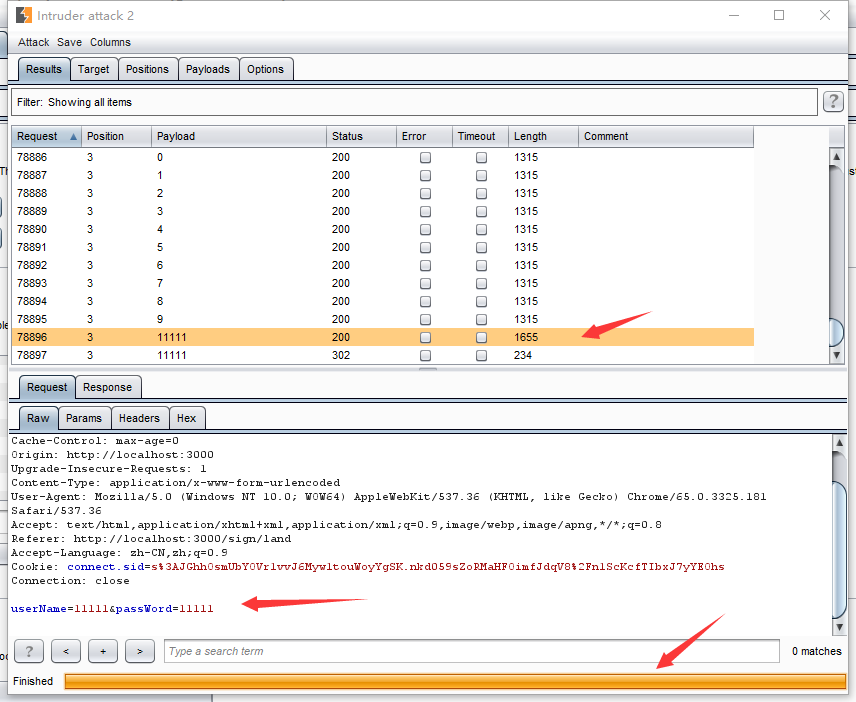 Intruder attack 2
Attack Save Columns
Results Target Positions Payloads Options
Filter: Showing all items ?
Request Position Payload Status Error Timeout Length Comment
78886 3 0 200 1315
78887 3 1 200 1315
78888 3 2 200 1315
78889 3 3 200 1315
78890 3 4 200 1315
78891 3 5 200 1315
78892 3 6 200 1315
78893 3 7 200 1315
78894 3 8 200 1315
78895 3 9 200 1315
78896 3 11111 200 1655
78897 3 11111 302 234
Request Response
Raw Params Headers Hex
Cache-Control: max-age=0
Origin: http://localhost:3000
Upgrade-Insecure-Requests: 1
Content-Type: application/x-www-form-urlencoded
User-Agent: Mozilla/5.0 (Windows NT 10.0; WOW64) AppleWebKit/537.36 (KHTML, like Gecko) Chrome/65.0.3325.181
Safari/537.36
Accept: text/html,application/xhtml+xml,application/xml;q=0.9,image/webp,image/apng,*/*;q=0.8
Referer: http://localhost:3000/sign/land
Accept-Language: zh-CN,zh;q=0.9
Cookie: connect.sid=
Connection: close
userName=11111&passWord=11111
? < + > Type a search term 0 matches
Finished